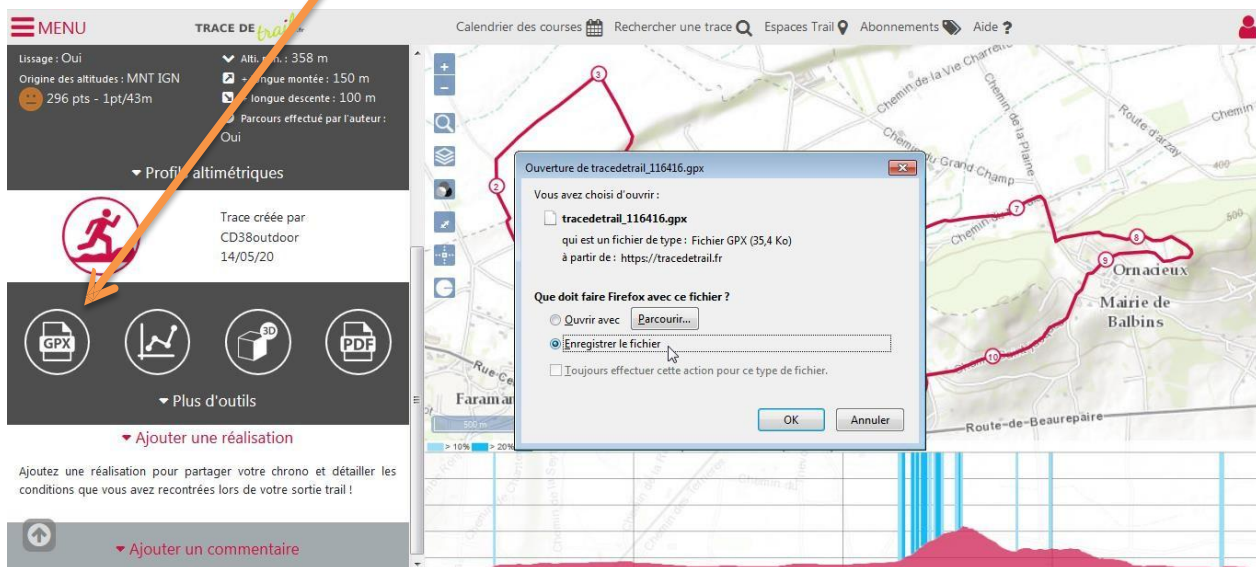 MENU
TRACE DE trail
Calendrier des courses
Rechercher une trace
Espaces Trail
Abonnements
Aide ?
Lissage : Oui
Origine des altitudes : MNT IGN
296 pts - 1pt/43m
Alti. : 358 m
+ longue montée : 150 m
+ longue descente : 100 m
Parcours effectué par l'auteur :
Oui
Profils altimétriques
Trace créée par
CD38outdoor
14/05/20
GPX
3D
PDF
Plus d'outils
Ajouter une réalisation
Ajoutez une réalisation pour partager votre chrono et détailler les
conditions que vous avez recontrées lors de votre sortie trail !
Ajouter un commentaire
+
-
3
2
Ouverture de tracedetrail_116416.gpx
Vous avez choisi d'ouvrir :
tracedetrail_116416.gpx
qui est un fichier de type : Fichier GPX (35,4 Ko)
à partir de : https://tracedetrail.fr
Que doit faire Firefox avec ce fichier ?
Ouvrir avec
Parcourir...
Enregistrer le fichier
Toujours effectuer cette action pour ce type de fichier.
OK
Annuler
Chemin de la Vie Charrette
Chemin de la Plaine
Route d'arzay
Chemin
Chemin du Grand Champ
400
500
7
8
9
10
Ornacieux
Mairie de
Balbins
Route-de-Beaurepaire
Faraman
500 m
> 10%
> 20%